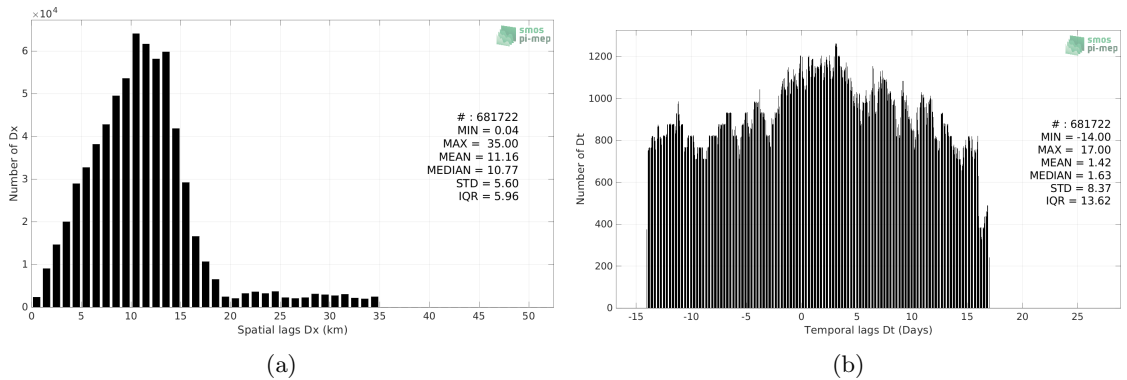 ×10^4
smos
pi-mep
6
5
4
3
2
1
0
Number of Dx
# : 681722
MIN = 0.04
MAX = 35.00
MEAN = 11.16
MEDIAN = 10.77
STD = 5.60
IQR = 5.96
0 5 10 15 20 25 30 35 40 45 50
Spatial lags Dx (km)
(a)
smos
pi-mep
1200
1000
800
600
400
200
0
Number of Dt
# : 681722
MIN = -14.00
MAX = 17.00
MEAN = 1.42
MEDIAN = 1.63
STD = 8.37
IQR = 13.62
-15 -10 -5 0 5 10 15 20 25
Temporal lags Dt (Days)
(b)